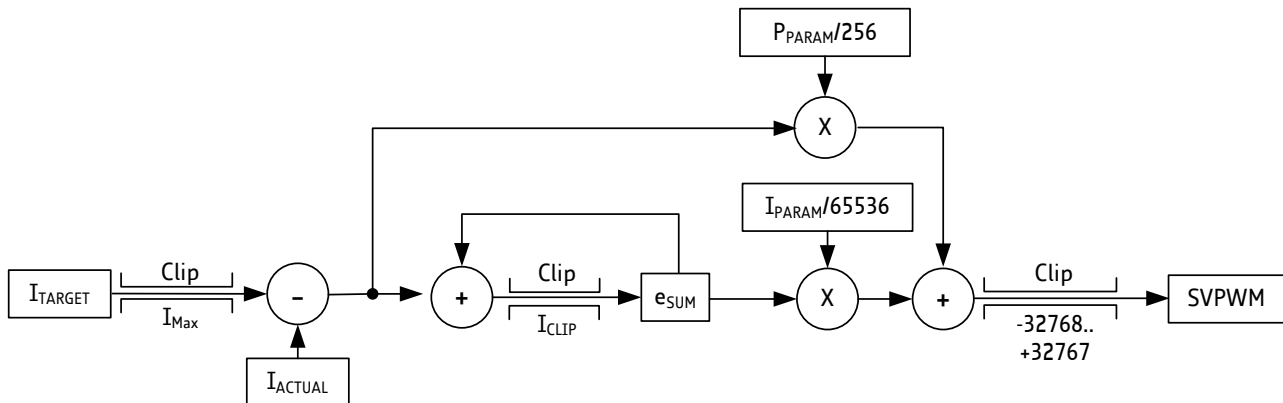 PPARAM/256
X
IPARAM/65536
Clip
Clip
Clip
ITARGET
-
+
eSUM
X
+
SVPWM
IMax
ICLIP
-32768..
+32767
IACTUAL